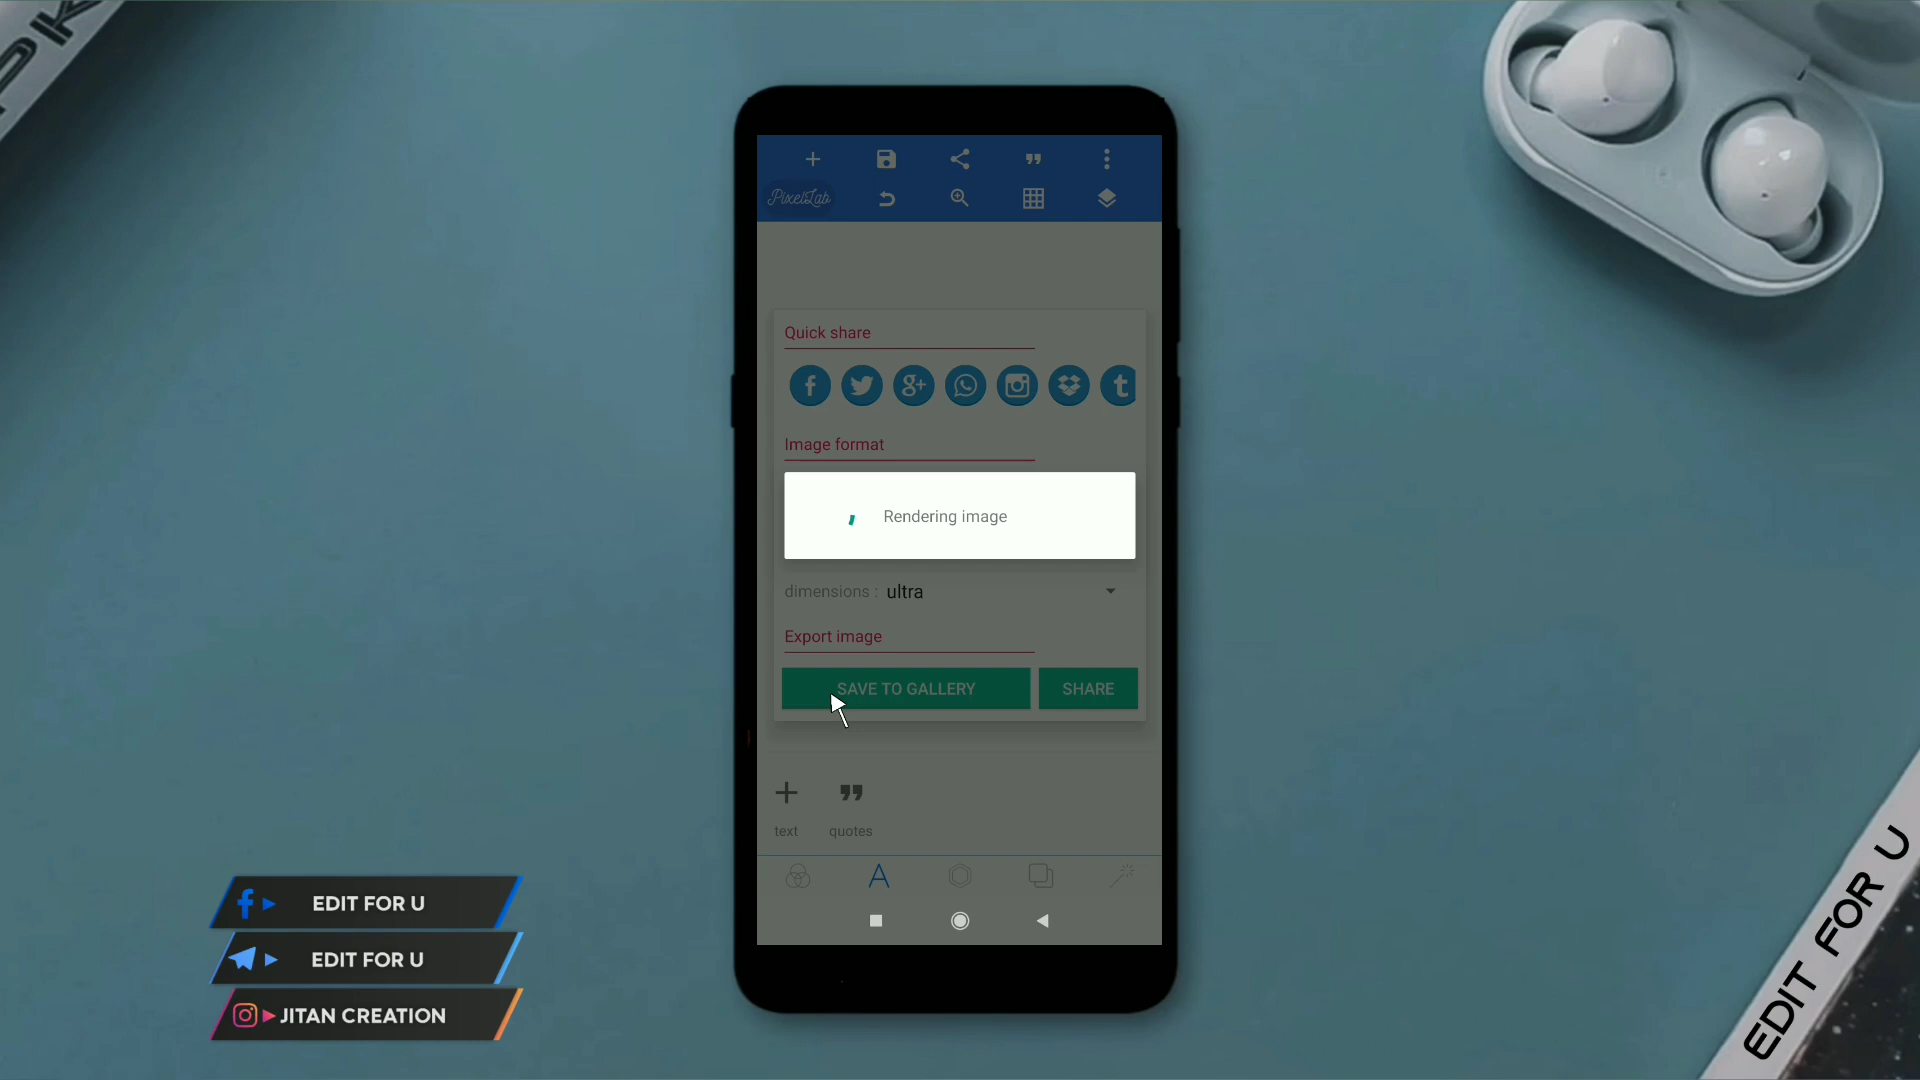 PixelLab
Quick share
Image format
Rendering image
dimensions : ultra
Export image
SAVE TO GALLERY
SHARE
text
quotes
EDIT FOR U
EDIT FOR U
JITAN CREATION
EDIT FOR U